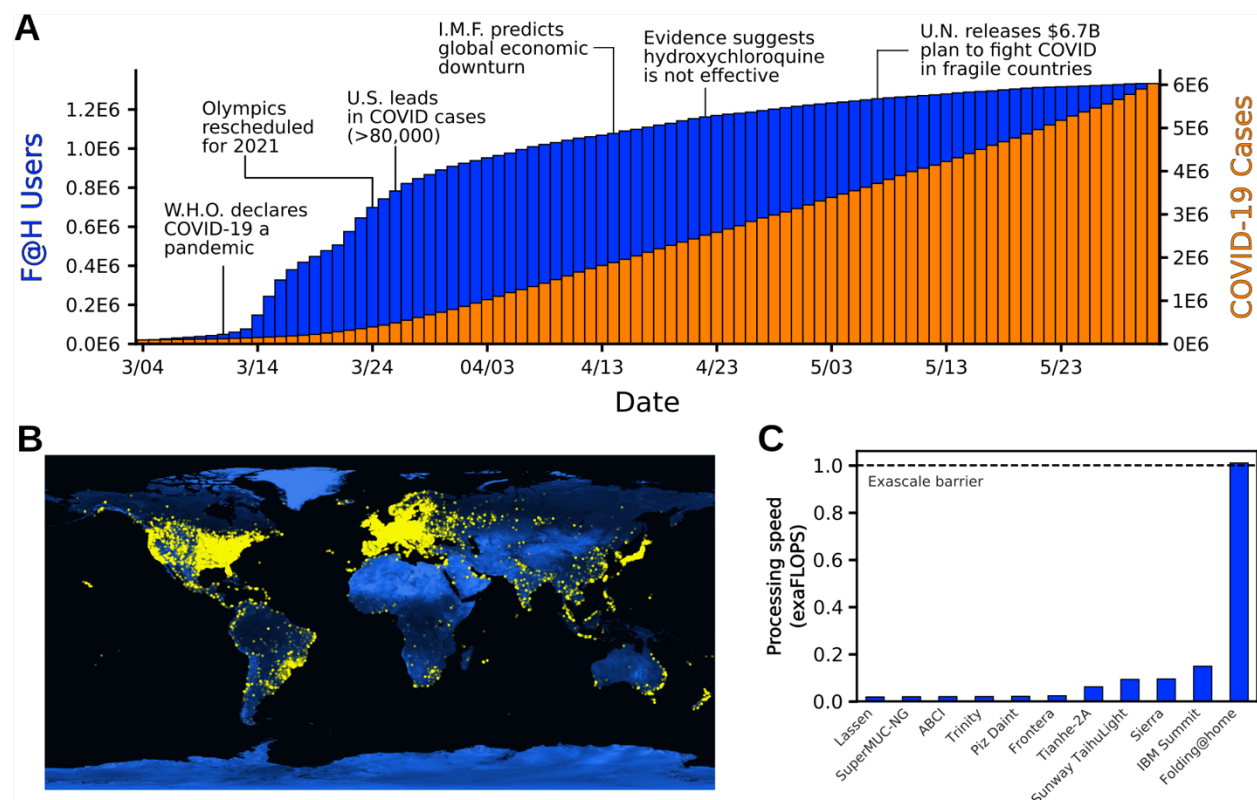 A
I.M.F. predicts
global economic
downturn
Evidence suggests
hydroxychloroquine
is not effective
U.N. releases $6.7B
plan to fight COVID
in fragile countries
Olympics
rescheduled
for 2021
U.S. leads
in COVID cases
(>80,000)
W.H.O. declares
COVID-19 a
pandemic
F@H Users
1.2E6
1.0E6
0.8E6
0.6E6
0.4E6
0.2E6
0.0E6
6E6
5E6
4E6
3E6
2E6
1E6
0E6
COVID-19 Cases
3/04 3/14 3/24 04/03 4/13 4/23 5/03 5/13 5/23
Date
B
C
Processing speed
(exaFLOPS)
1.0
0.8
0.6
0.4
0.2
0.0
Exascale barrier
Lassen
SuperMUC-NG
ABCI
Trinity
Piz Daint
Frontera
Tianhe-2A
Sunway TaihuLight
Sierra
IBM Summit
Folding@home